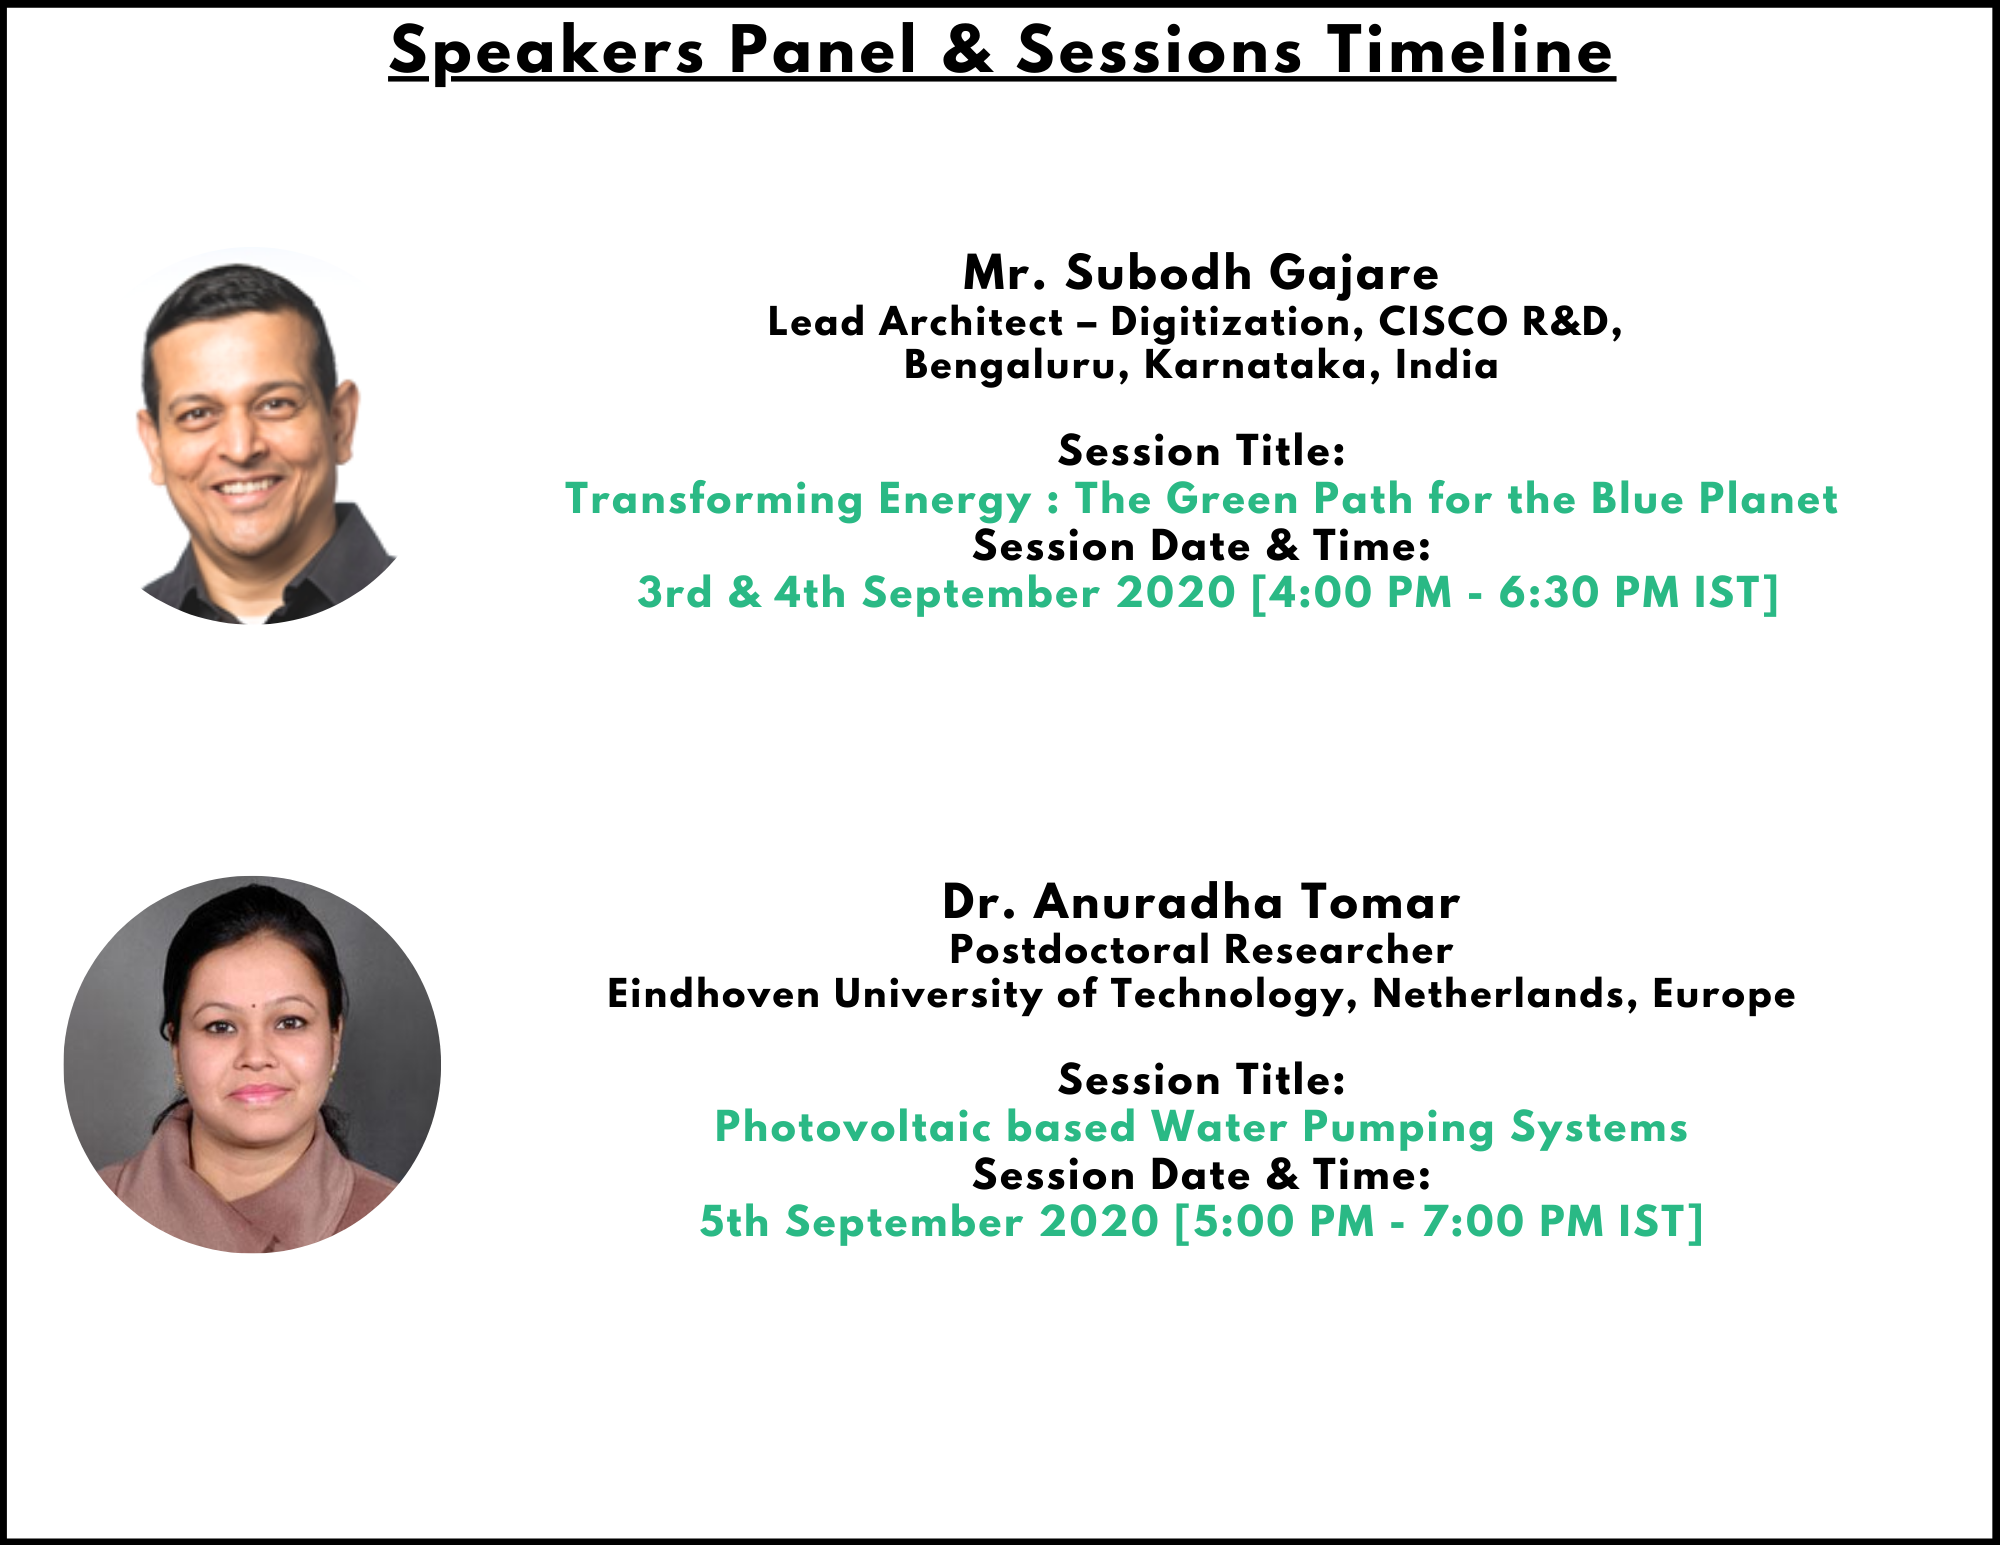 Speakers Panel & Sessions Timeline
Mr. Subodh Gajare
Lead Architect – Digitization, CISCO R&D,
Bengaluru, Karnataka, India
Session Title:
Transforming Energy : The Green Path for the Blue Planet
Session Date & Time:
3rd & 4th September 2020 [4:00 PM - 6:30 PM IST]
Dr. Anuradha Tomar
Postdoctoral Researcher
Eindhoven University of Technology, Netherlands, Europe
Session Title:
Photovoltaic based Water Pumping Systems
Session Date & Time:
5th September 2020 [5:00 PM - 7:00 PM IST]